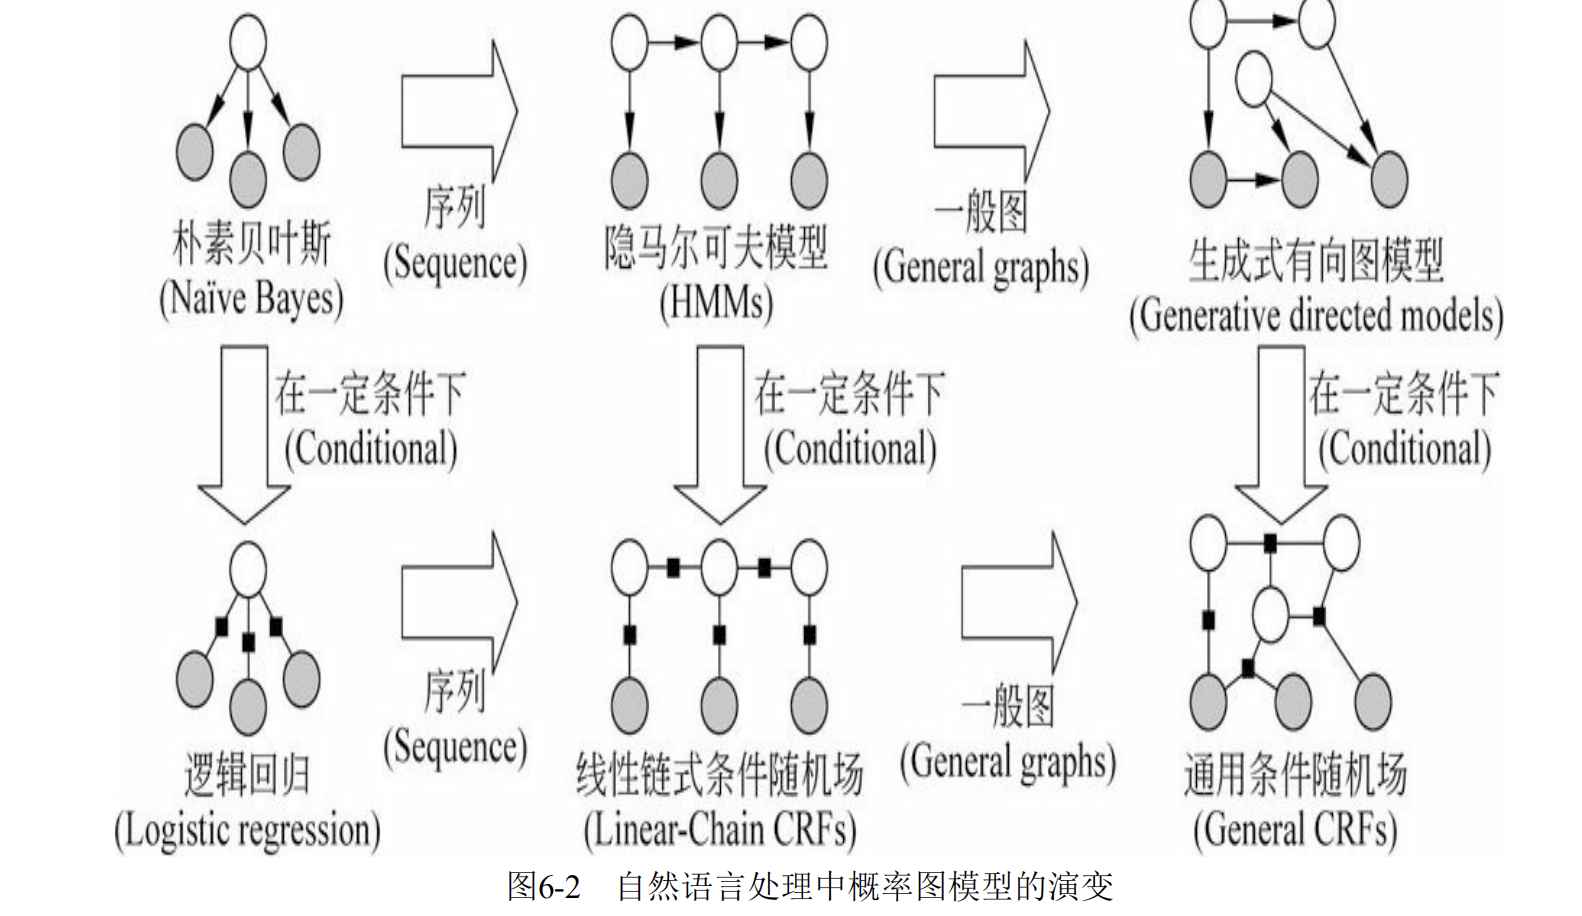 朴素贝叶斯
(Naïve Bayes)
序列
(Sequence)
隐马尔可夫模型
(HMMs)
一般图
(General graphs)
生成式有向图模型
(Generative directed models)
在一定条件下
(Conditional)
在一定条件下
(Conditional)
在一定条件下
(Conditional)
逻辑回归
(Logistic regression)
序列
(Sequence)
线性链式条件随机场
(Linear-Chain CRFs)
一般图
(General graphs)
通用条件随机场
(General CRFs)
图6-2 自然语言处理中概率图模型的演变